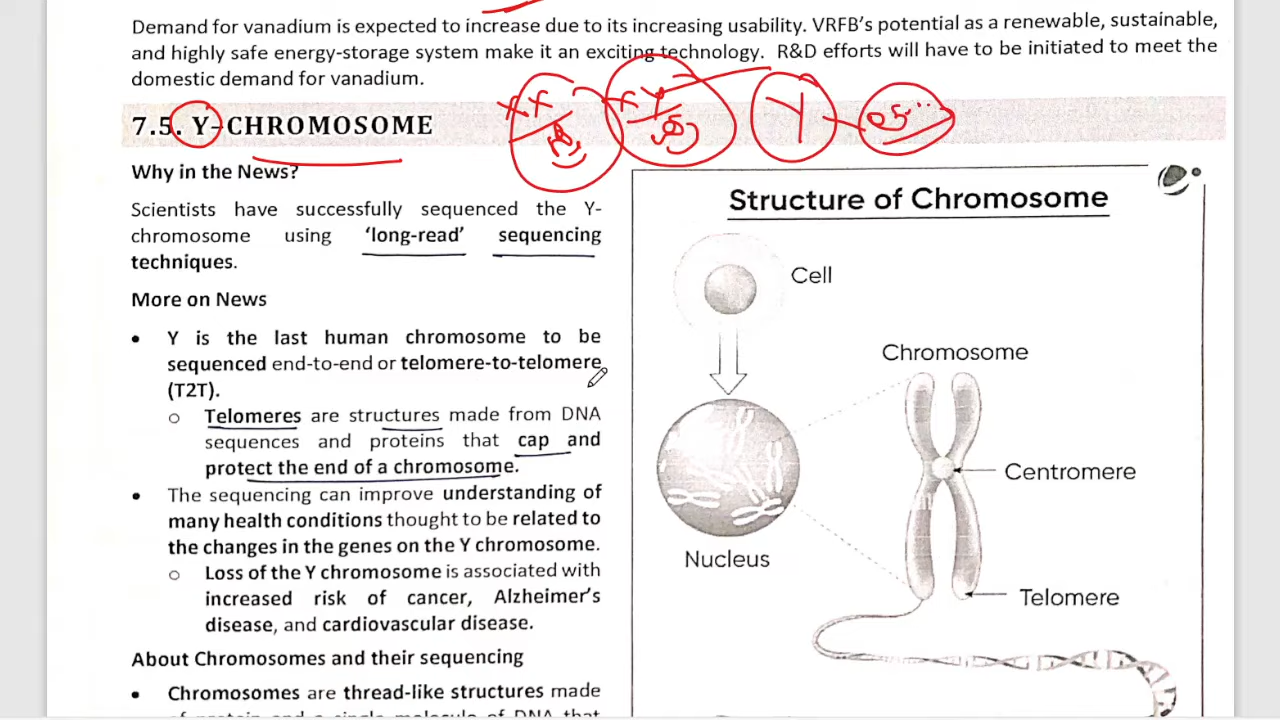 Demand for vanadium is expected to increase due to its increasing usability. VRFB's potential as a renewable, sustainable,
and highly safe energy-storage system make it an exciting technology. R&D efforts will have to be initiated to meet the
domestic demand for vanadium.
XX
XY
Y
7.5. Y-CHROMOSOME
Why in the News?
Scientists have successfully sequenced the Y-
chromosome using 'long-read' sequencing
techniques.
More on News
• Y is the last human chromosome to be
sequenced end-to-end or telomere-to-telomere
(T2T).
○ Telomeres are structures made from DNA
sequences and proteins that cap and
protect the end of a chromosome.
• The sequencing can improve understanding of
many health conditions thought to be related to
the changes in the genes on the Y chromosome.
○ Loss of the Y chromosome is associated with
increased risk of cancer, Alzheimer's
disease, and cardiovascular disease.
About Chromosomes and their sequencing
• Chromosomes are thread-like structures made
of protein and a single molecule of DNA that
Structure of Chromosome
Cell
Chromosome
Centromere
Nucleus
Telomere